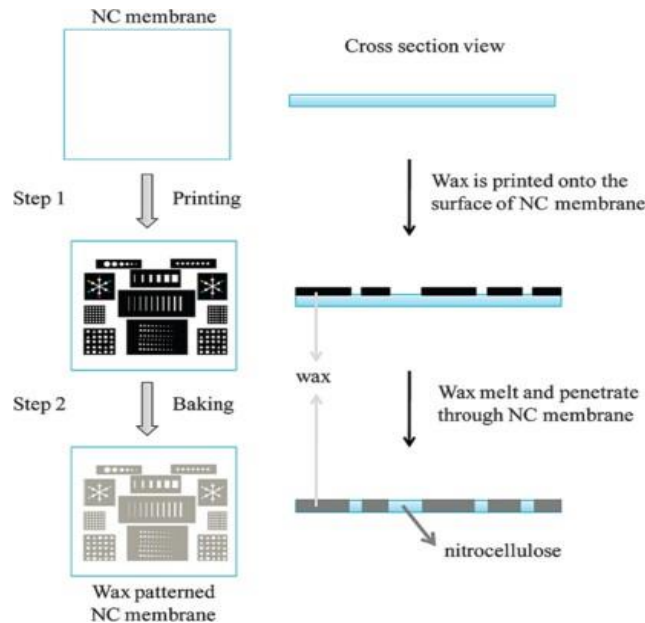 NC membrane
Cross section view
Step 1
Printing
Wax is printed onto the
surface of NC membrane
wax
Step 2
Baking
Wax melt and penetrate
through NC membrane
nitrocellulose
Wax patterned
NC membrane